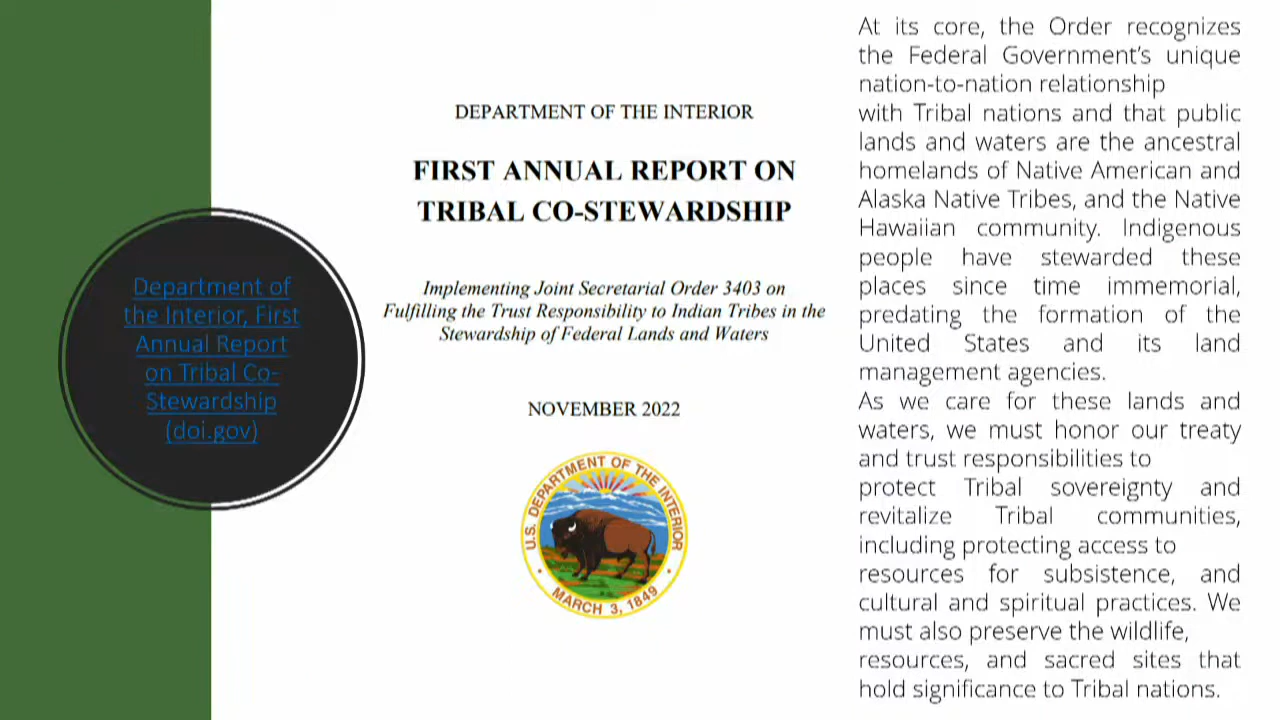 Department of
the Interior, First
Annual Report
on Tribal Co-
Stewardship
(doi.gov)
DEPARTMENT OF THE INTERIOR
FIRST ANNUAL REPORT ON
TRIBAL CO-STEWARDSHIP
Implementing Joint Secretarial Order 3403 on
Fulfilling the Trust Responsibility to Indian Tribes in the
Stewardship of Federal Lands and Waters
NOVEMBER 2022
U.S. DEPARTMENT OF THE INTERIOR
MARCH 3, 1849
At its core, the Order recognizes
the Federal Government's unique
nation-to-nation relationship
with Tribal nations and that public
lands and waters are the ancestral
homelands of Native American and
Alaska Native Tribes, and the Native
Hawaiian community. Indigenous
people have stewarded these
places since time immemorial,
predating the formation of the
United States and its land
management agencies.
As we care for these lands and
waters, we must honor our treaty
and trust responsibilities to
protect Tribal sovereignty and
revitalize Tribal communities,
including protecting access to
resources for subsistence, and
cultural and spiritual practices. We
must also preserve the wildlife,
resources, and sacred sites that
hold significance to Tribal nations.